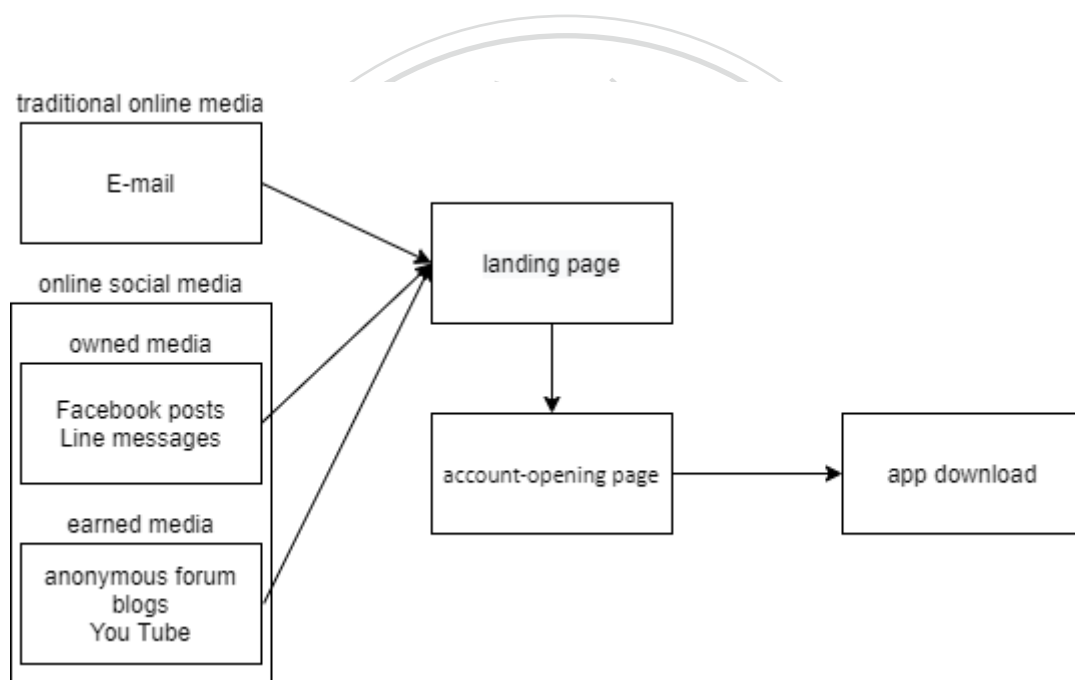 traditional online media
E-mail
online social media
owned media
Facebook posts
Line messages
earned media
anonymous forum
blogs
You Tube
landing page
account-opening page
app download